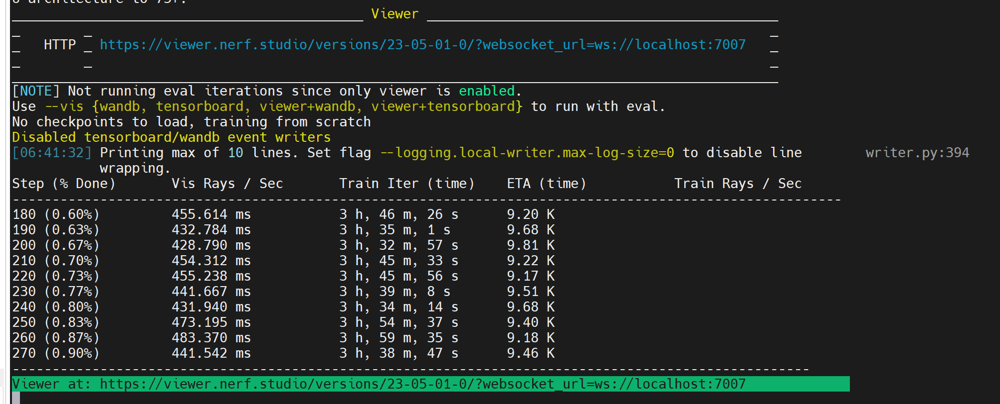 8 architecture to 75+.
Viewer
HTTP https://viewer.nerf.studio/versions/23-05-01-0/?websocket_url=ws://localhost:7007
[NOTE] Not running eval iterations since only viewer is enabled.
Use --vis {wandb, tensorboard, viewer+wandb, viewer+tensorboard} to run with eval.
No checkpoints to load, training from scratch
Disabled tensorboard/wandb event writers
[06:41:32] Printing max of 10 lines. Set flag --logging.local-writer.max-log-size=0 to disable line writer.py:394
wrapping.
Step (% Done) Vis Rays / Sec Train Iter (time) ETA (time) Train Rays / Sec
--------------------------------------------------------------------------------------------------------
180 (0.60%) 455.614 ms 3 h, 46 m, 26 s 9.20 K
190 (0.63%) 432.784 ms 3 h, 35 m, 1 s 9.68 K
200 (0.67%) 428.790 ms 3 h, 32 m, 57 s 9.81 K
210 (0.70%) 454.312 ms 3 h, 45 m, 33 s 9.22 K
220 (0.73%) 455.238 ms 3 h, 45 m, 56 s 9.17 K
230 (0.77%) 441.667 ms 3 h, 39 m, 8 s 9.51 K
240 (0.80%) 431.940 ms 3 h, 34 m, 14 s 9.68 K
250 (0.83%) 473.195 ms 3 h, 54 m, 37 s 9.40 K
260 (0.87%) 483.370 ms 3 h, 59 m, 35 s 9.18 K
270 (0.90%) 441.542 ms 3 h, 38 m, 47 s 9.46 K
----------------------------------------------------------------------------------------------------
Viewer at: https://viewer.nerf.studio/versions/23-05-01-0/?websocket_url=ws://localhost:7007